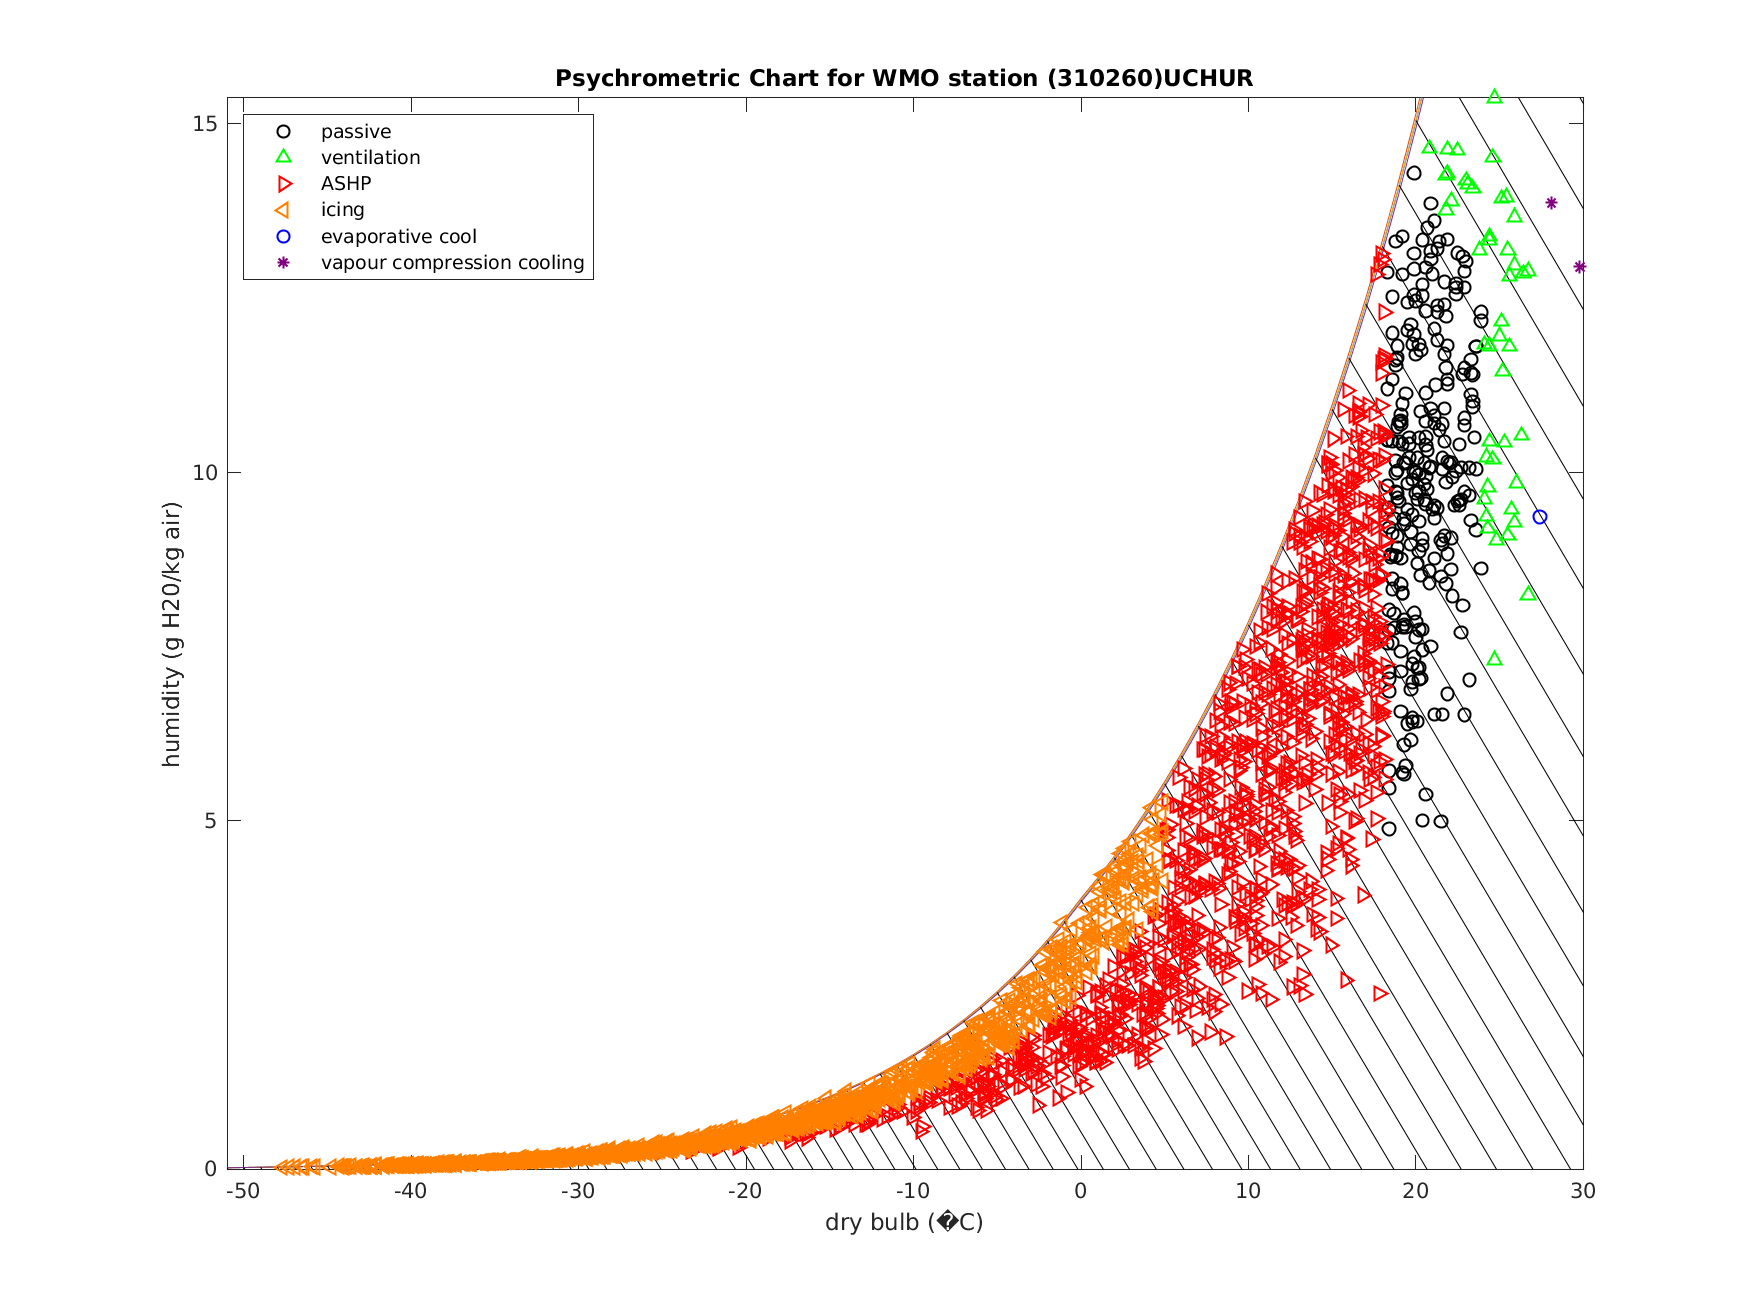 Psychrometric Chart for WMO station (310260)UCHUR
passive
ventilation
ASHP
icing
evaporative cool
vapour compression cooling
humidity (g H20/kg air)
15
10
5
0
-50 -40 -30 -20 -10 0 10 20 30
dry bulb (�C)